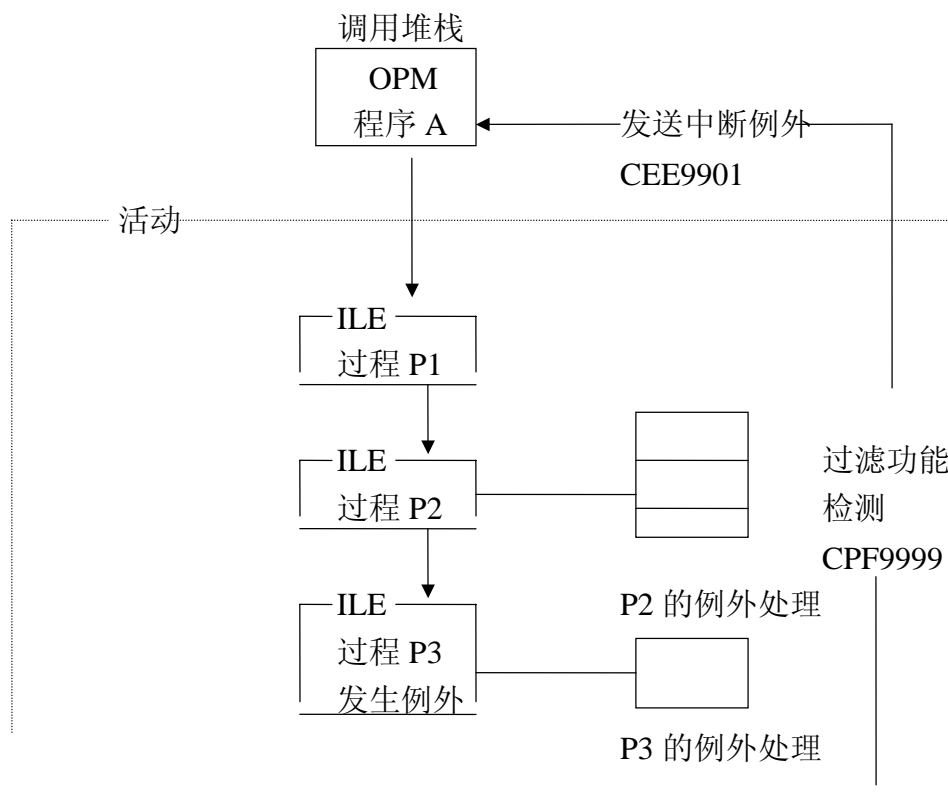 调用堆栈
OPM
程序 A
发送中断例外
CEE9901
活动
ILE
过程 P1
ILE
过程 P2
过滤功能
检测
CPF9999
P2 的例外处理
ILE
过程 P3
发生例外
P3 的例外处理